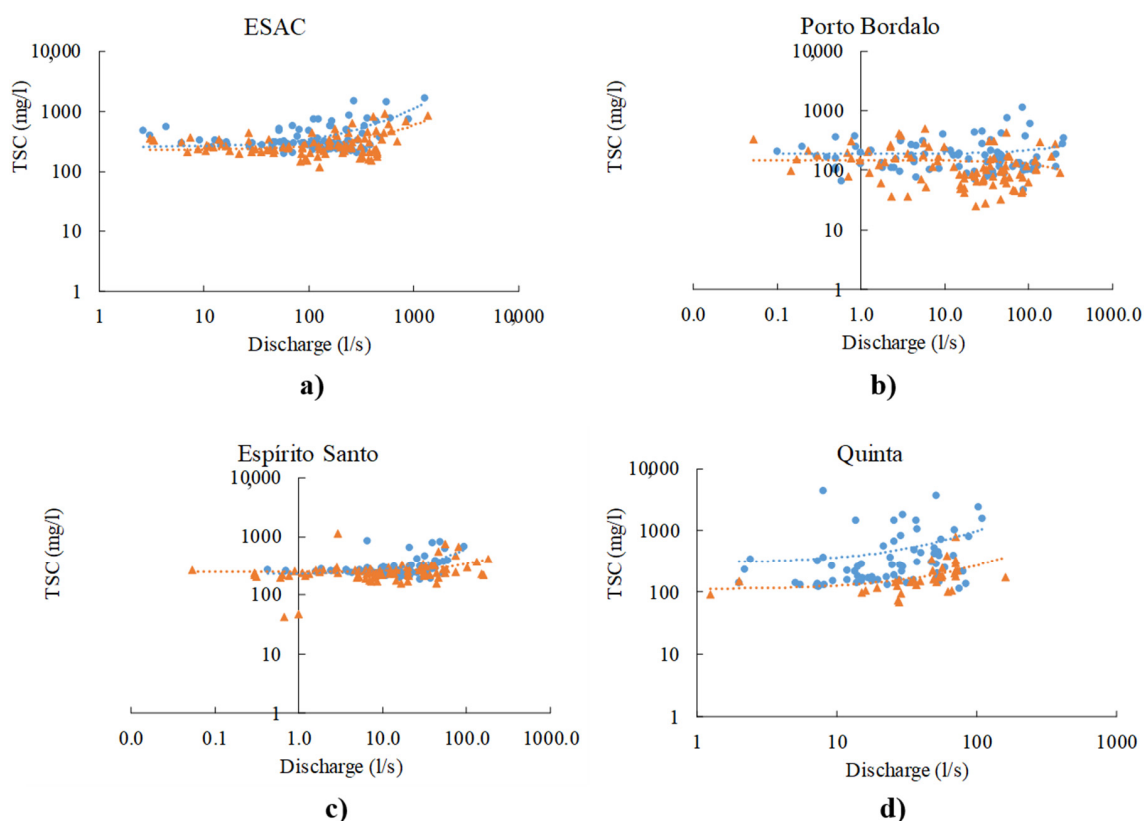 ESAC
10,000
1000
100
10
1
TSC (mg/l)
1 10 100 1000 10,000
Discharge (l/s)
a)
Porto Bordalo
10,000
1000
100
10
1
TSC (mg/l)
0.0 0.1 1.0 10.0 100.0 1000.0
Discharge (l/s)
b)
Espírito Santo
10,000
1000
100
10
1
TSC (mg/l)
0.0 0.1 1.0 10.0 100.0 1000.0
Discharge (l/s)
c)
Quinta
10,000
1000
100
10
1
TSC (mg/l)
1 10 100 1000
Discharge (l/s)
d)